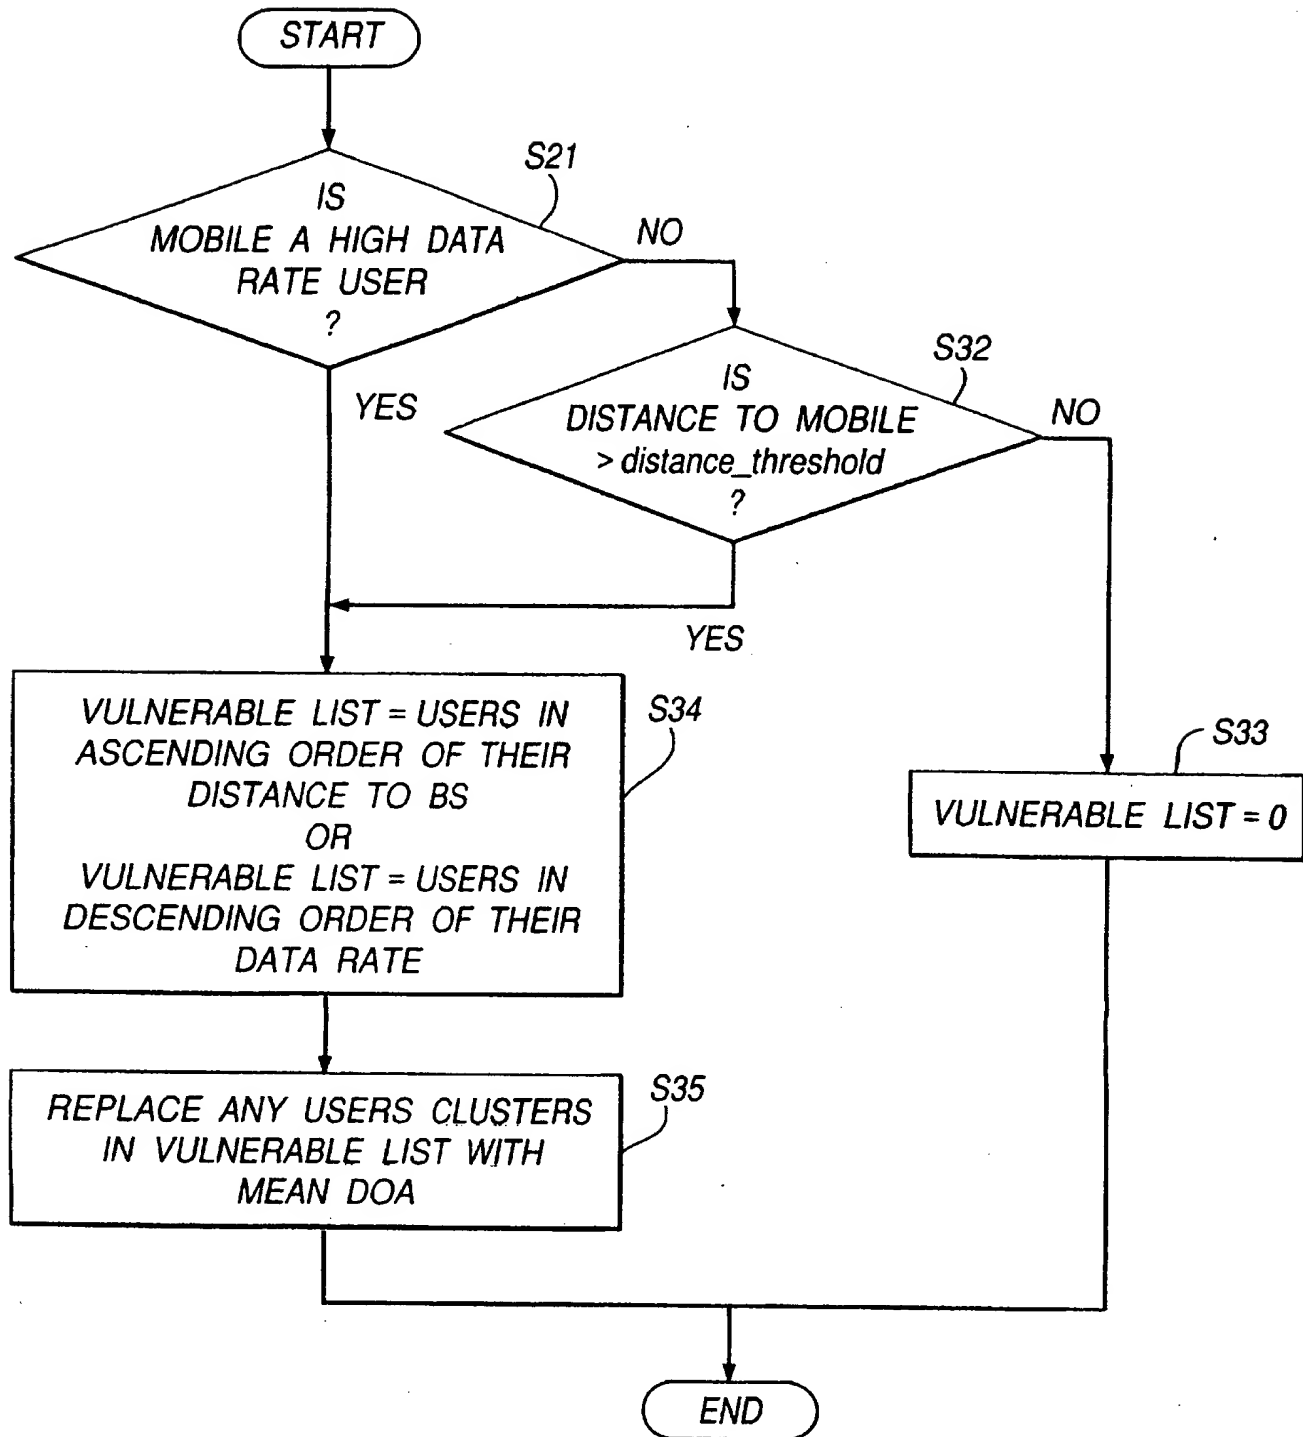 START
S21
IS
MOBILE A HIGH DATA
RATE USER
?
NO
YES
S32
IS
DISTANCE TO MOBILE
> distance_threshold
?
NO
YES
S34
VULNERABLE LIST = USERS IN
ASCENDING ORDER OF THEIR
DISTANCE TO BS
OR
VULNERABLE LIST = USERS IN
DESCENDING ORDER OF THEIR
DATA RATE
S33
VULNERABLE LIST = 0
S35
REPLACE ANY USERS CLUSTERS
IN VULNERABLE LIST WITH
MEAN DOA
END